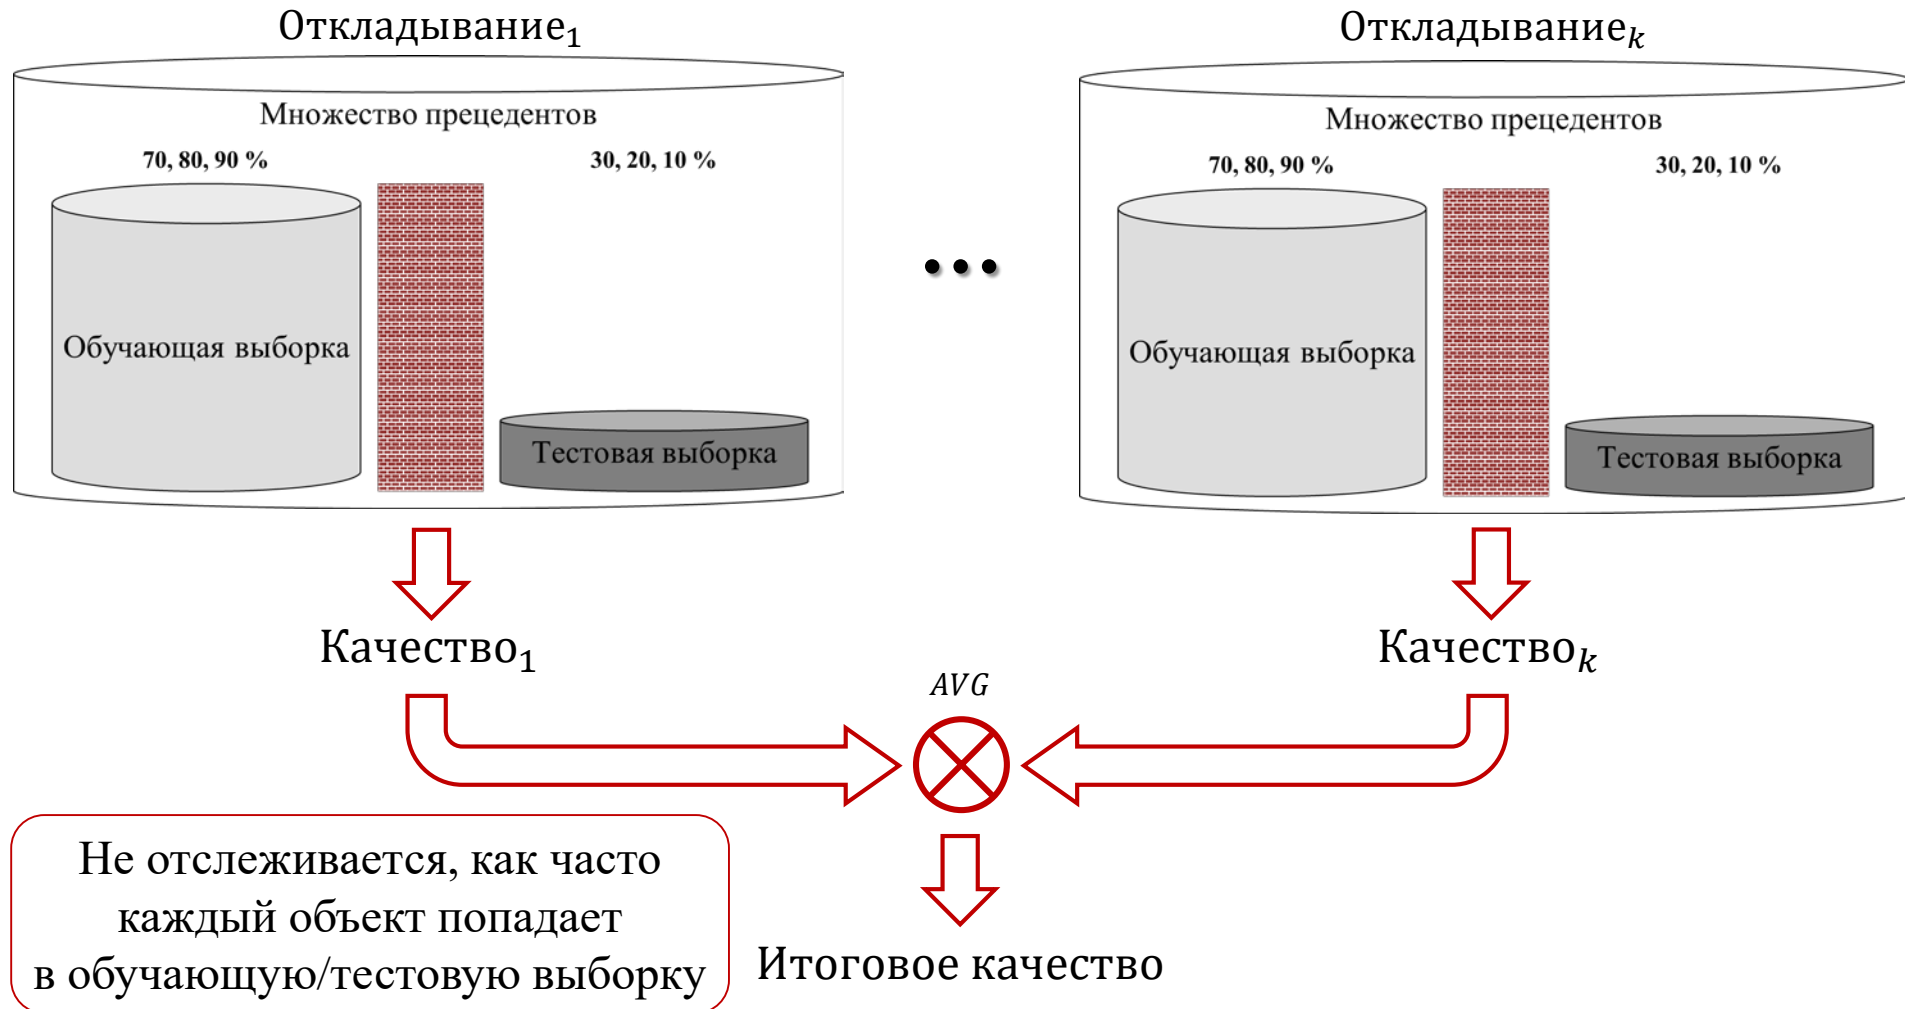 Откладывание₁
Множество прецедентов
70, 80, 90 %
30, 20, 10 %
Обучающая выборка
Тестовая выборка
Откладываниеₖ
Множество прецедентов
70, 80, 90 %
30, 20, 10 %
Обучающая выборка
Тестовая выборка
Качество₁
Качествоₖ
AVG
Не отслеживается, как часто
каждый объект попадает
в обучающую/тестовую выборку
Итоговое качество